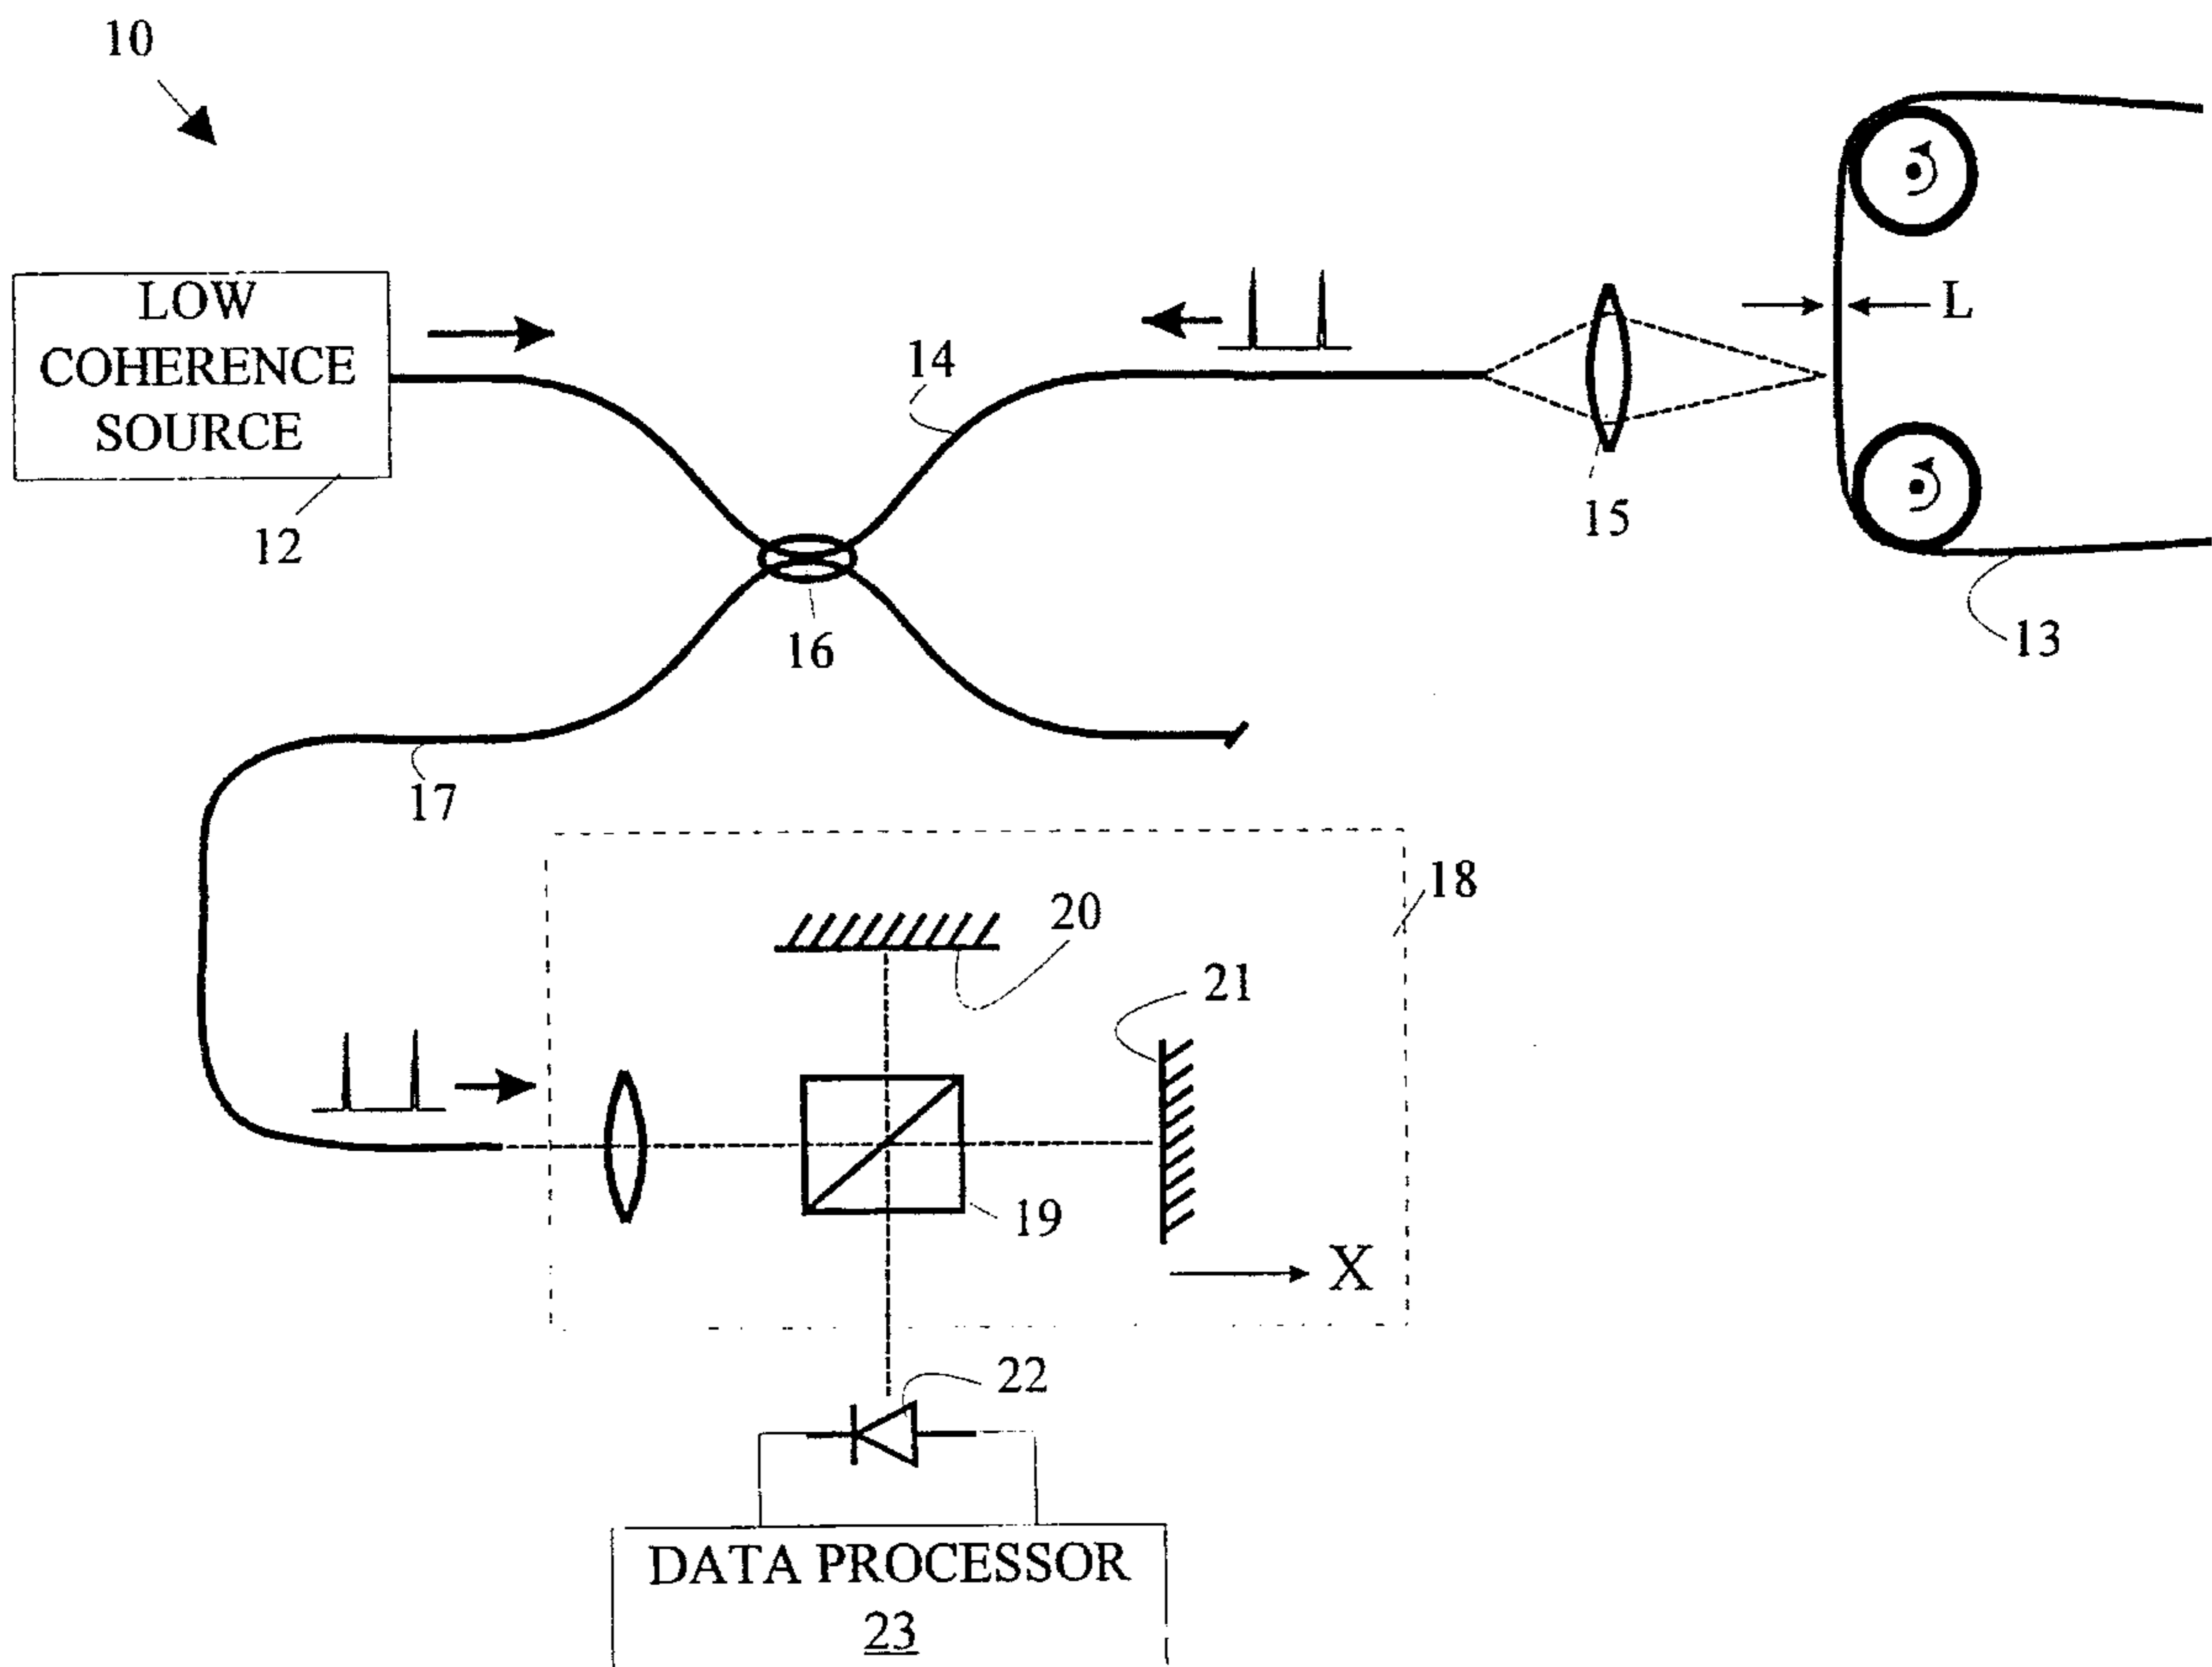 10
LOW
COHERENCE
SOURCE
12
14
L
15
16
13
17
18
20
21
19
X
22
DATA PROCESSOR
23